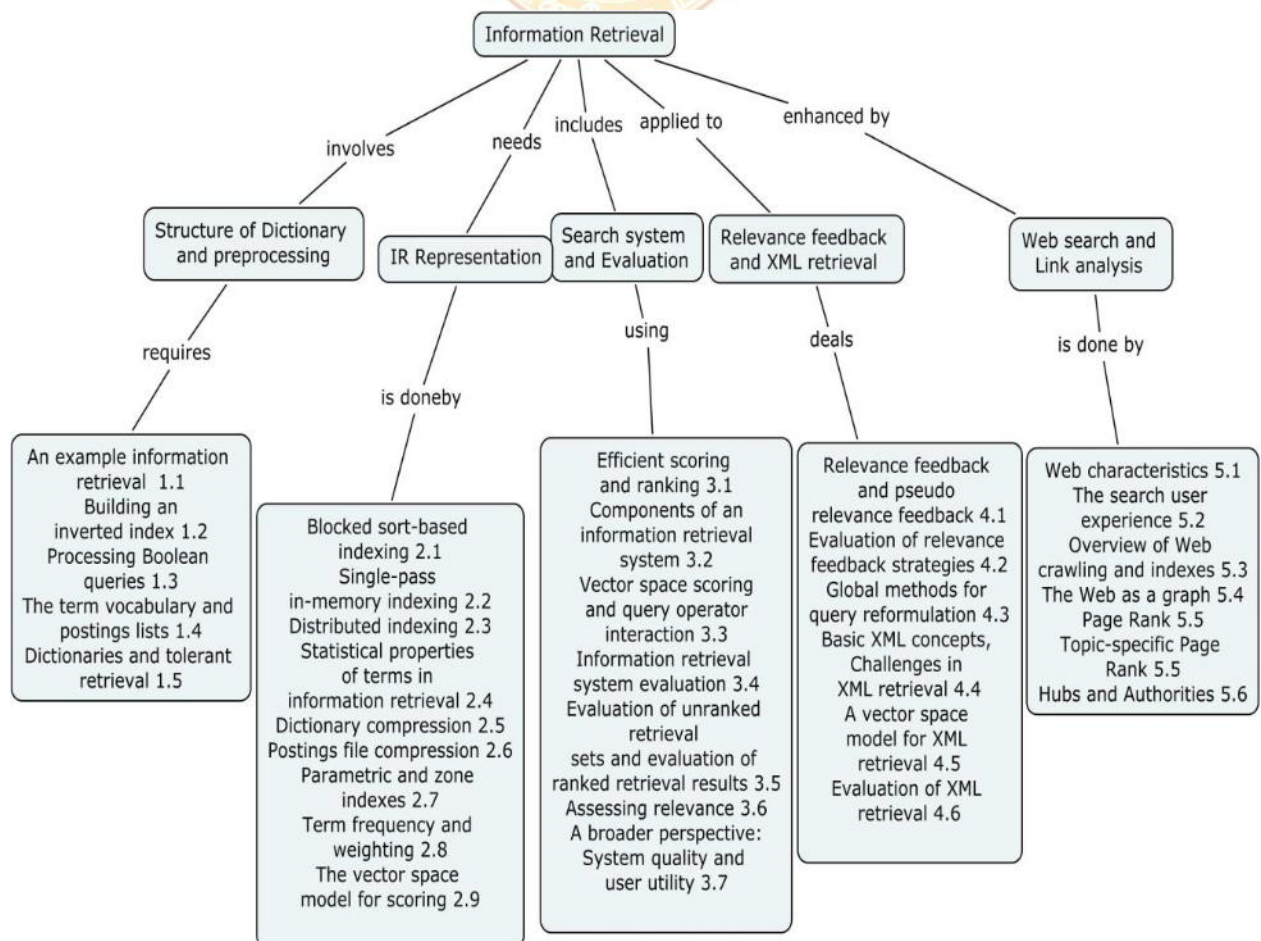 Information Retrieval
involves
needs
includes
applied to
enhanced by
Structure of Dictionary
and preprocessing
IR Representation
Search system
and Evaluation
Relevance feedback
and XML retrieval
Web search and
Link analysis
requires
is doneby
using
deals
is done by
An example information
retrieval 1.1
Building an
inverted index 1.2
Processing Boolean
queries 1.3
The term vocabulary and
postings lists 1.4
Dictionaries and tolerant
retrieval 1.5
Blocked sort-based
indexing 2.1
Single-pass
in-memory indexing 2.2
Distributed indexing 2.3
Statistical properties
of terms in
information retrieval 2.4
Dictionary compression 2.5
Postings file compression 2.6
Parametric and zone
indexes 2.7
Term frequency and
weighting 2.8
The vector space
model for scoring 2.9
Efficient scoring
and ranking 3.1
Components of an
information retrieval
system 3.2
Vector space scoring
and query operator
interaction 3.3
Information retrieval
system evaluation 3.4
Evaluation of unranked
retrieval
sets and evaluation of
ranked retrieval results 3.5
Assessing relevance 3.6
A broader perspective:
System quality and
user utility 3.7
Relevance feedback
and pseudo
relevance feedback 4.1
Evaluation of relevance
feedback strategies 4.2
Global methods for
query reformulation 4.3
Basic XML concepts,
Challenges in
XML retrieval 4.4
A vector space
model for XML
retrieval 4.5
Evaluation of XML
retrieval 4.6
Web characteristics 5.1
The search user
experience 5.2
Overview of Web
crawling and indexes 5.3
The Web as a graph 5.4
Page Rank 5.5
Topic-specific Page
Rank 5.5
Hubs and Authorities 5.6